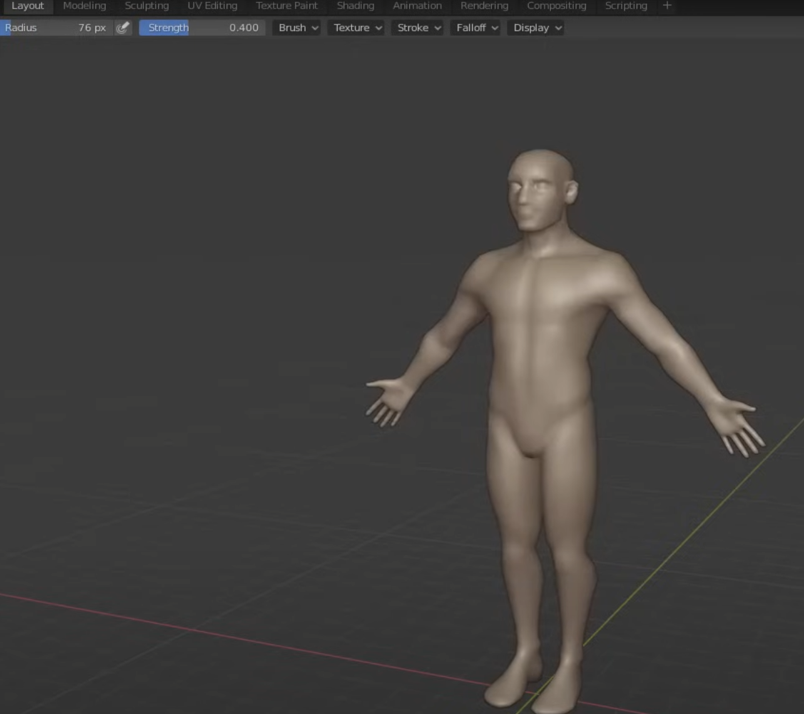 Layout Modeling Sculpting UV Editing Texture Paint Shading Animation Rendering Compositing Scripting +
Radius 76 px Strength 0.400 Brush Texture Stroke Falloff Display